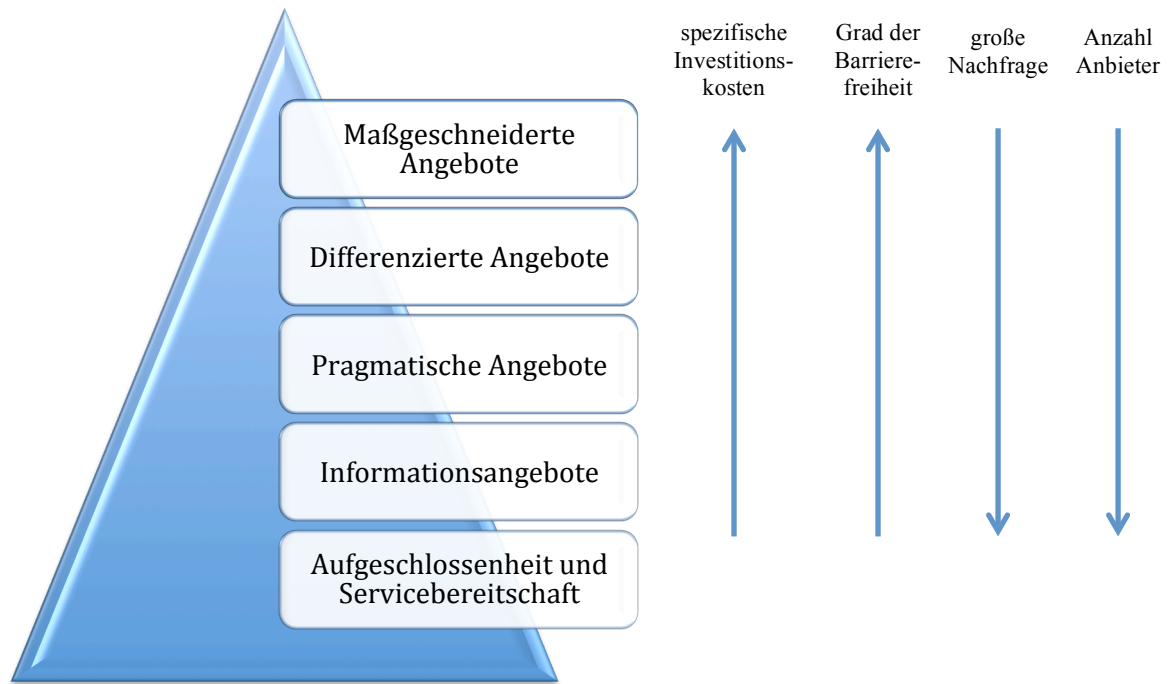 spezifische
Investitions-
kosten
Grad der
Barriere-
freiheit
große
Nachfrage
Anzahl
Anbieter
Maßgeschneiderte
Angebote
Differenzierte Angebote
Pragmatische Angebote
Informationsangebote
Aufgeschlossenheit und
Servicebereitschaft